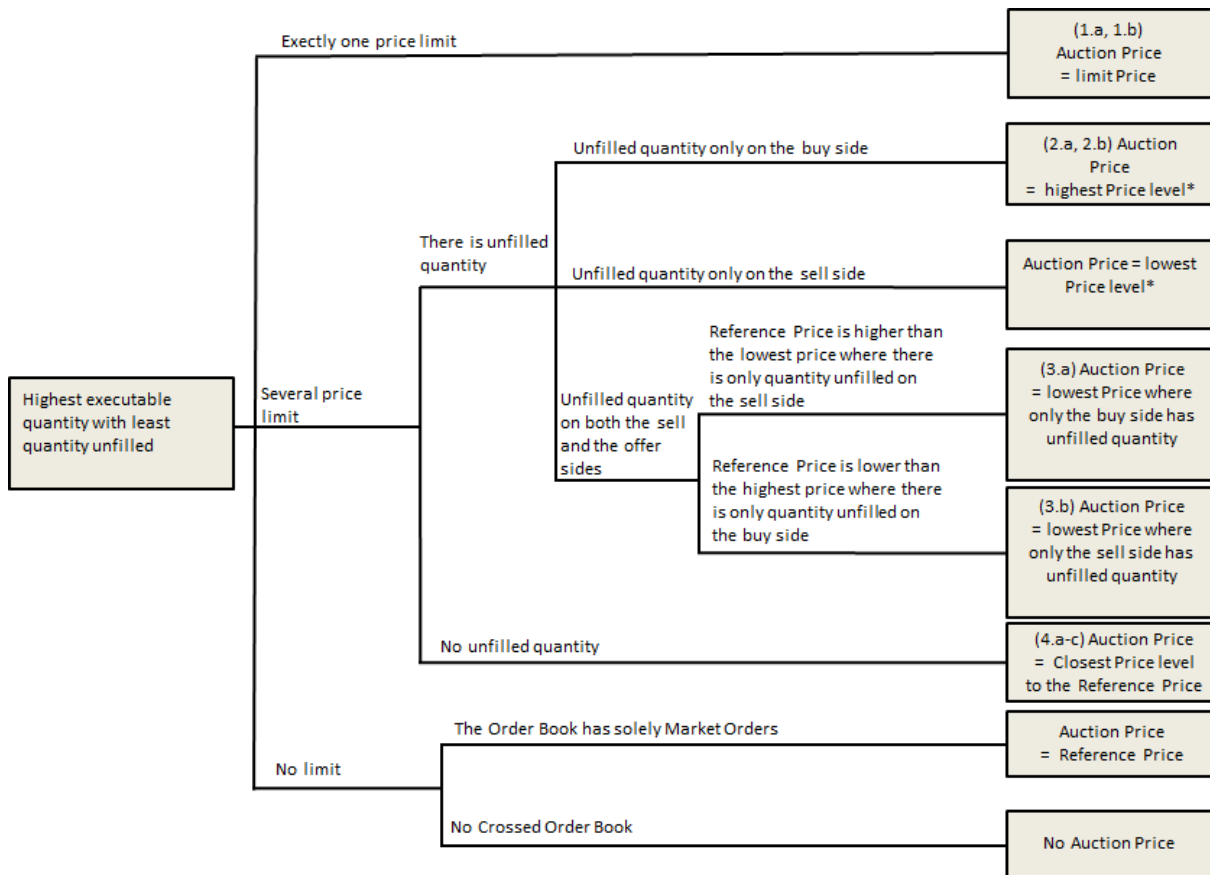 Exectly one price limit
(1.a, 1.b)
Auction Price
= limit Price
Unfilled quantity only on the buy side
(2.a, 2.b) Auction
Price
= highest Price level*
There is unfilled
quantity
Unfilled quantity only on the sell side
Auction Price = lowest
Price level*
Highest executable
quantity with least
quantity unfilled
Several price
limit
Unfilled quantity
on both the sell
and the offer
sides
Reference Price is higher than
the lowest price where there
is only quantity unfilled on
the sell side
(3.a) Auction Price
= lowest Price where
only the buy side has
unfilled quantity
Reference Price is lower than
the highest price where there
is only quantity unfilled on
the buy side
(3.b) Auction Price
= lowest Price where
only the sell side has
unfilled quantity
No unfilled quantity
(4.a-c) Auction Price
= Closest Price level
to the Reference Price
No limit
The Order Book has solely Market Orders
Auction Price
= Reference Price
No Crossed Order Book
No Auction Price